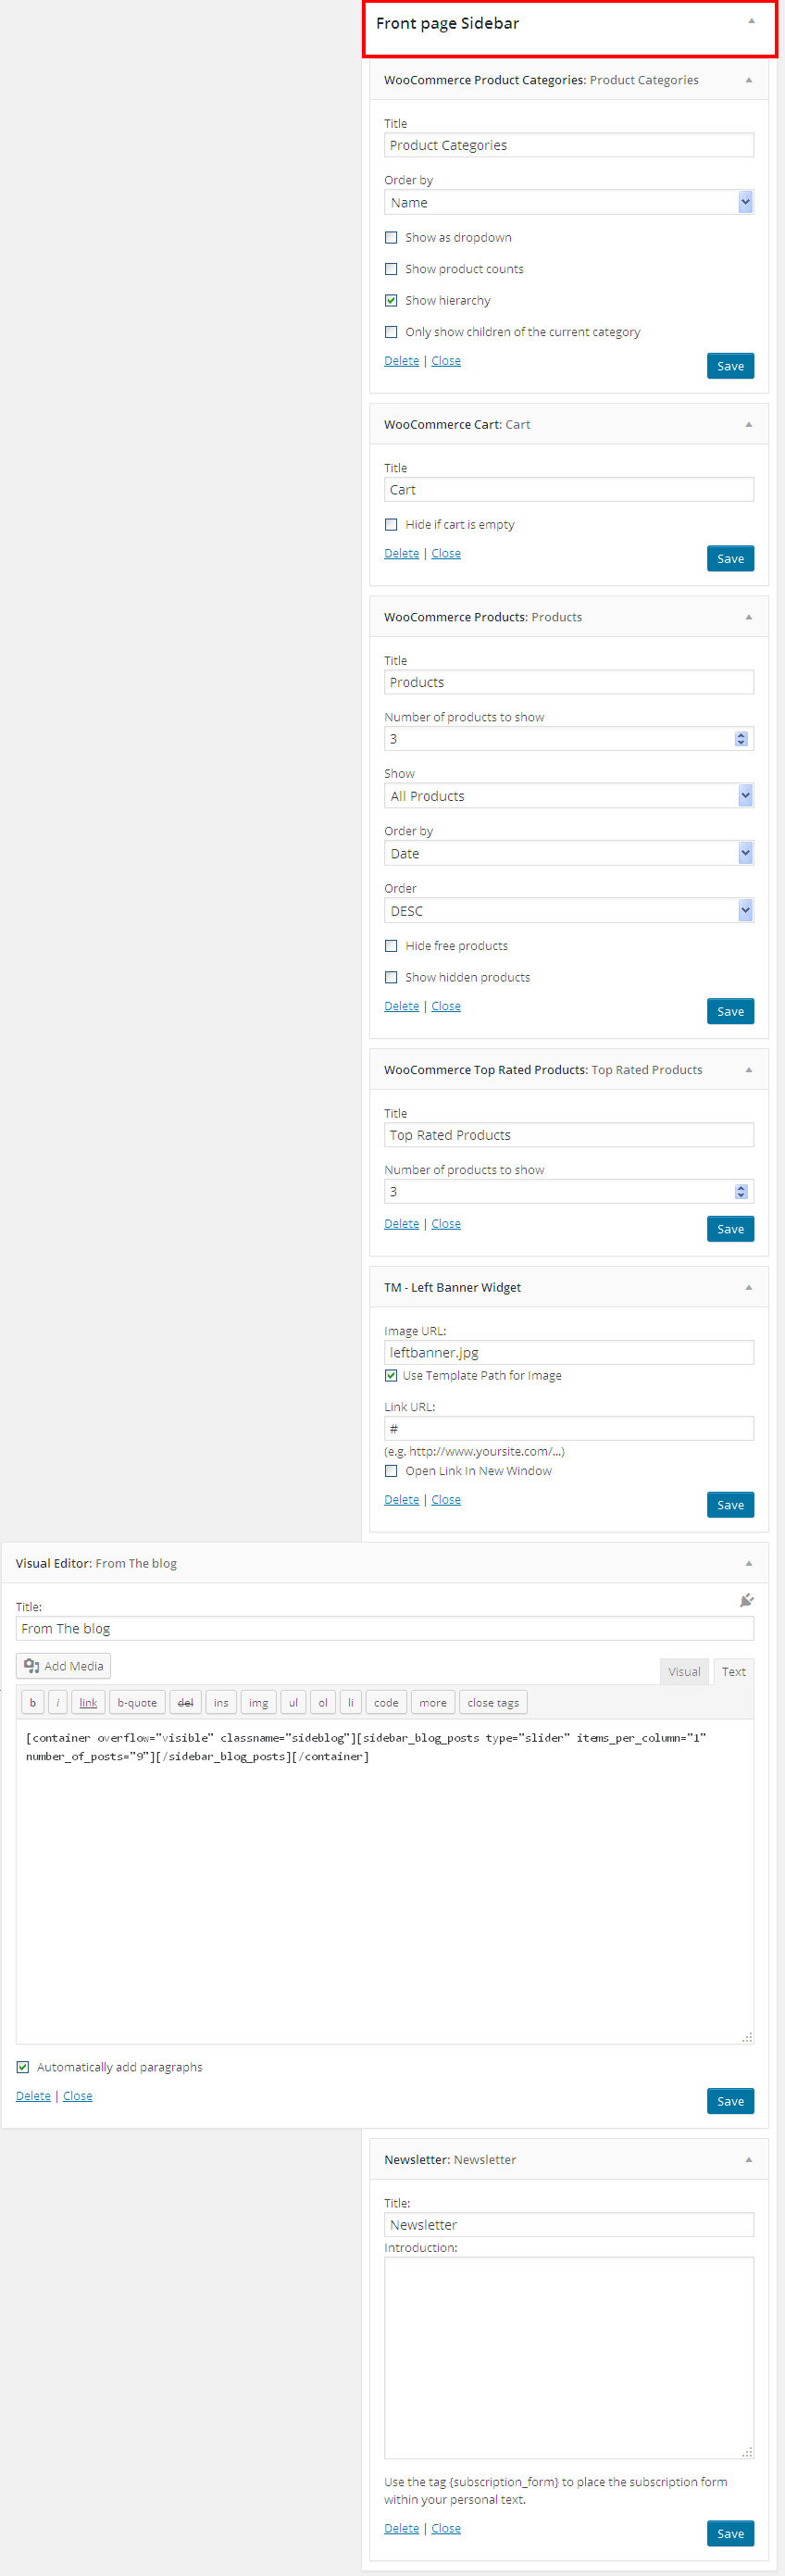 Front page Sidebar
WooCommerce Product Categories: Product Categories
Title
Product Categories
Order by
Name
Show as dropdown
Show product counts
Show hierarchy
Only show children of the current category
Delete | Close
Save
WooCommerce Cart: Cart
Title
Cart
Hide if cart is empty
Delete | Close
Save
WooCommerce Products: Products
Title
Products
Number of products to show
3
Show
All Products
Order by
Date
Order
DESC
Hide free products
Show hidden products
Delete | Close
Save
WooCommerce Top Rated Products: Top Rated Products
Title
Top Rated Products
Number of products to show
3
Delete | Close
Save
TM - Left Banner Widget
Image URL:
leftbanner.jpg
Use Template Path for Image
Link URL:
#
(e.g. http://www.yoursite.com/...)
Open Link In New Window
Delete | Close
Save
Visual Editor: From The blog
Title:
From The blog
Add Media
Visual Text
b i link b-quote del ins img ul ol li code more close tags
[container overflow="visible" classname="sideblog"][sidebar_blog_posts type="slider" items_per_column="1"
number_of_posts="9"][/sidebar_blog_posts][/container]
Automatically add paragraphs
Delete | Close
Save
Newsletter: Newsletter
Title:
Newsletter
Introduction:
Use the tag {subscription_form} to place the subscription form
within your personal text.
Delete | Close
Save